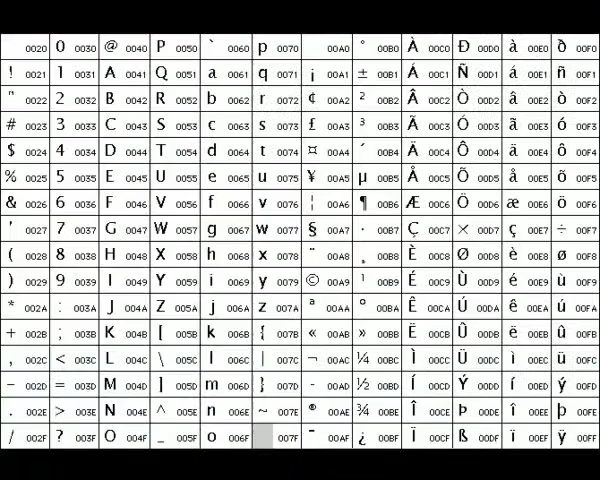 0020 0 0030 @ 0040 P 0050 ` 0060 p 0070 00A0 ° 00B0 À 00C0 Ð 00D0 à 00E0 ð 00F0
! 0021 1 0031 A 0041 Q 0051 a 0061 q 0071 ¡ 00A1 ± 00B1 Á 00C1 Ñ 00D1 á 00E1 ñ 00F1
" 0022 2 0032 B 0042 R 0052 b 0062 r 0072 ¢ 00A2 ² 00B2 Â 00C2 Ò 00D2 â 00E2 ò 00F2
# 0023 3 0033 C 0043 S 0053 c 0063 s 0073 £ 00A3 ³ 00B3 Ã 00C3 Ó 00D3 ã 00E3 ó 00F3
$ 0024 4 0034 D 0044 T 0054 d 0064 t 0074 ¤ 00A4 ´ 00B4 Ä 00C4 Ô 00D4 ä 00E4 ô 00F4
% 0025 5 0035 E 0045 U 0055 e 0065 u 0075 ¥ 00A5 µ 00B5 Å 00C5 Õ 00D5 å 00E5 õ 00F5
& 0026 6 0036 F 0046 V 0056 f 0066 v 0076 ¦ 00A6 ¶ 00B6 Æ 00C6 Ö 00D6 æ 00E6 ö 00F6
' 0027 7 0037 G 0047 W 0057 g 0067 w 0077 § 00A7 · 00B7 Ç 00C7 × 00D7 ç 00E7 ÷ 00F7
( 0028 8 0038 H 0048 X 0058 h 0068 x 0078 ¨ 00A8 ¸ 00B8 È 00C8 Ø 00D8 è 00E8 ø 00F8
) 0029 9 0039 I 0049 Y 0059 i 0069 y 0079 © 00A9 ¹ 00B9 É 00C9 Ù 00D9 é 00E9 ù 00F9
* 002A : 003A J 004A Z 005A j 006A z 007A ª 00AA º 00BA Ê 00CA Ú 00DA ê 00EA ú 00FA
+ 002B ; 003B K 004B [ 005B k 006B { 007B « 00AB » 00BB Ë 00CB Û 00DB ë 00EB û 00FB
, 002C < 003C L 004C \ 005C l 006C | 007C ¬ 00AC ¼ 00BC Ì 00CC Ü 00DC ì 00EC ü 00FC
- 002D = 003D M 004D ] 005D m 006D } 007D - 00AD ½ 00BD Í 00CD Ý 00DD í 00ED ý 00FD
. 002E > 003E N 004E ^ 005E n 006E ~ 007E ® 00AE ¾ 00BE Î 00CE Þ 00DE î 00EE þ 00FE
/ 002F ? 003F O 004F _ 005F o 006F 007F ¯ 00AF ¿ 00BF Ï 00CF ß 00DF ï 00EF ÿ 00FF